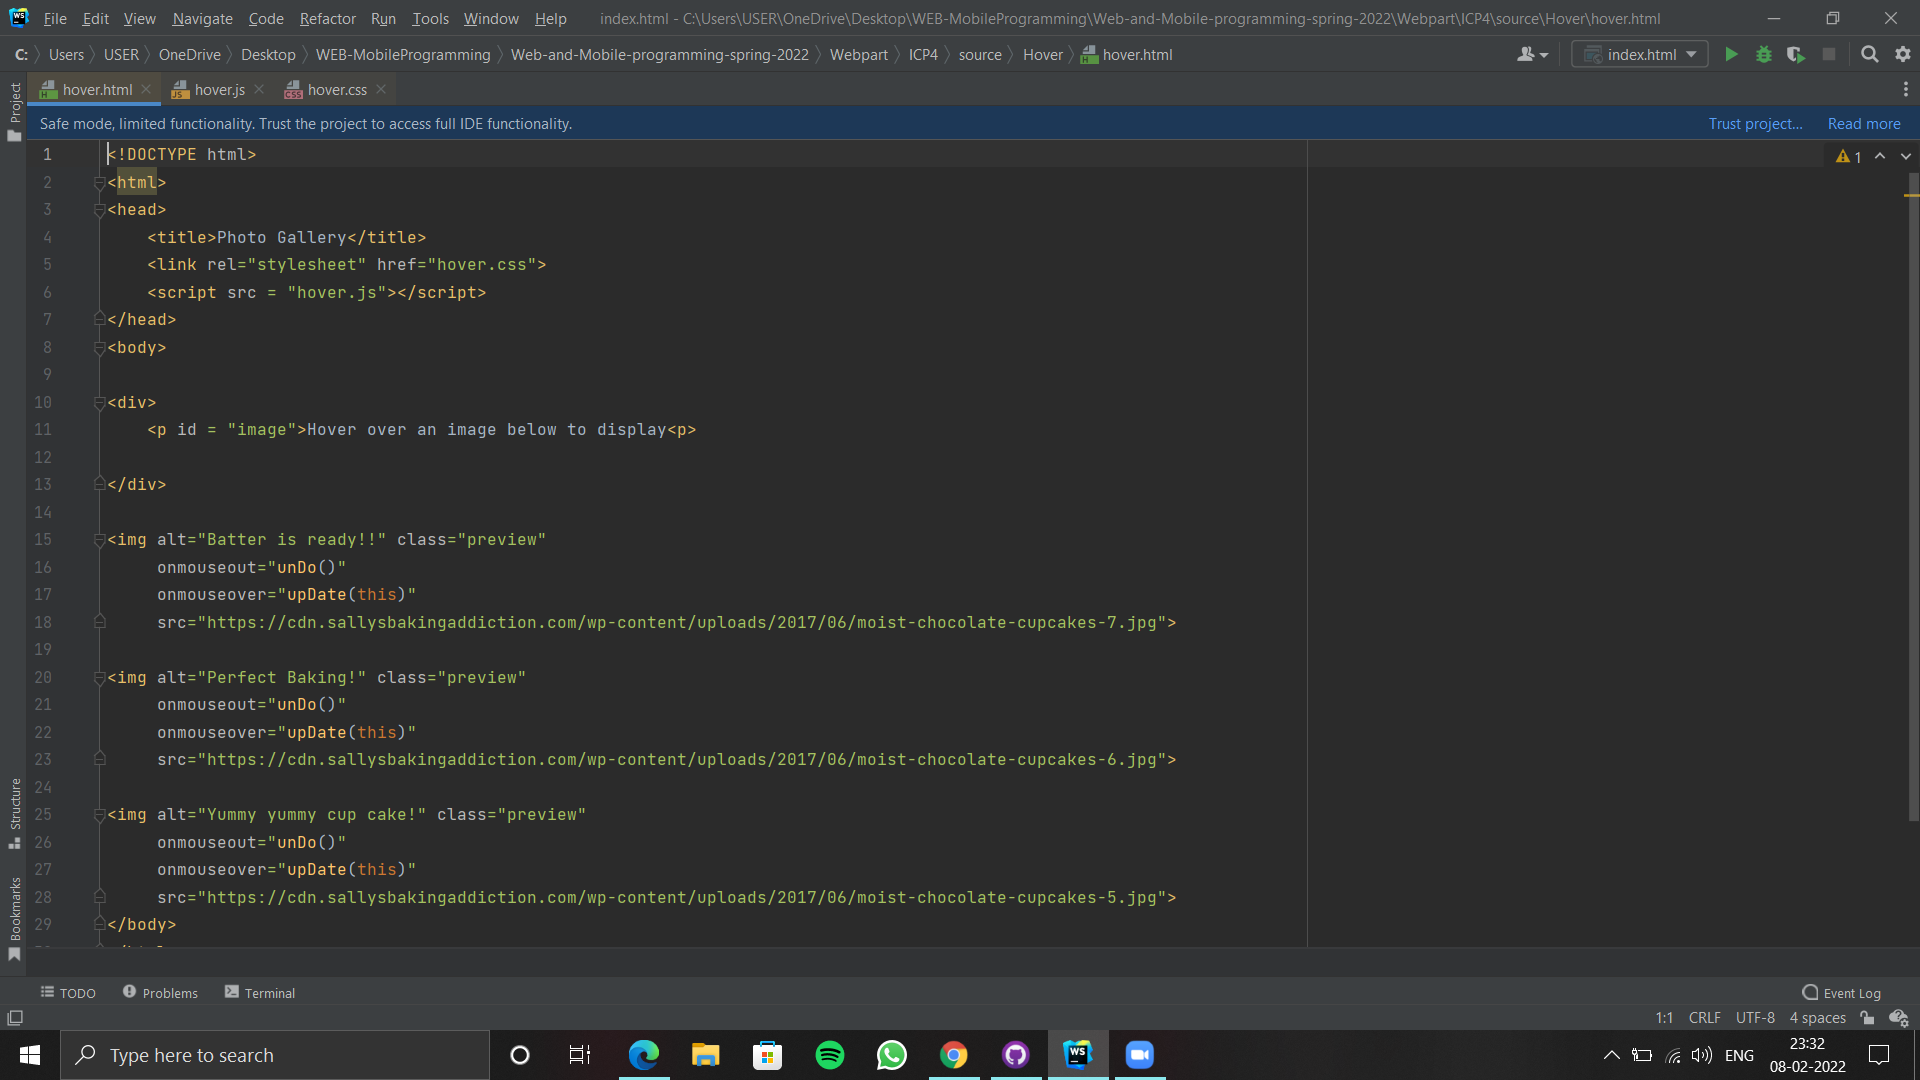 File Edit View Navigate Code Refactor Run Tools Window Help index.html - C:\Users\USER\OneDrive\Desktop\WEB-MobileProgramming\Web-and-Mobile-programming-spring-2022\Webpart\ICP4\source\Hover\hover.html
C: Users USER OneDrive Desktop WEB-MobileProgramming Web-and-Mobile-programming-spring-2022 Webpart ICP4 source Hover hover.html index.html
Project
hover.html hover.js hover.css
Safe mode, limited functionality. Trust the project to access full IDE functionality. Trust project... Read more
1 <!DOCTYPE html> 1
2 <html>
3 <head>
4 <title>Photo Gallery</title>
5 <link rel="stylesheet" href="hover.css">
6 <script src = "hover.js"></script>
7 </head>
8 <body>
9
10 <div>
11 <p id = "image">Hover over an image below to display<p>
12
13 </div>
14
15 <img alt="Batter is ready!!" class="preview"
16 onmouseout="unDo()"
17 onmouseover="upDate(this)"
18 src="https://cdn.sallysbakingaddiction.com/wp-content/uploads/2017/06/moist-chocolate-cupcakes-7.jpg">
19
20 <img alt="Perfect Baking!" class="preview"
21 onmouseout="unDo()"
22 onmouseover="upDate(this)"
23 src="https://cdn.sallysbakingaddiction.com/wp-content/uploads/2017/06/moist-chocolate-cupcakes-6.jpg">
24
25 <img alt="Yummy yummy cup cake!" class="preview"
26 onmouseout="unDo()"
27 onmouseover="upDate(this)"
28 src="https://cdn.sallysbakingaddiction.com/wp-content/uploads/2017/06/moist-chocolate-cupcakes-5.jpg">
29 </body>
Structure
Bookmarks
TODO Problems Terminal Event Log
1:1 CRLF UTF-8 4 spaces
Type here to search WS ENG 23:32
08-02-2022